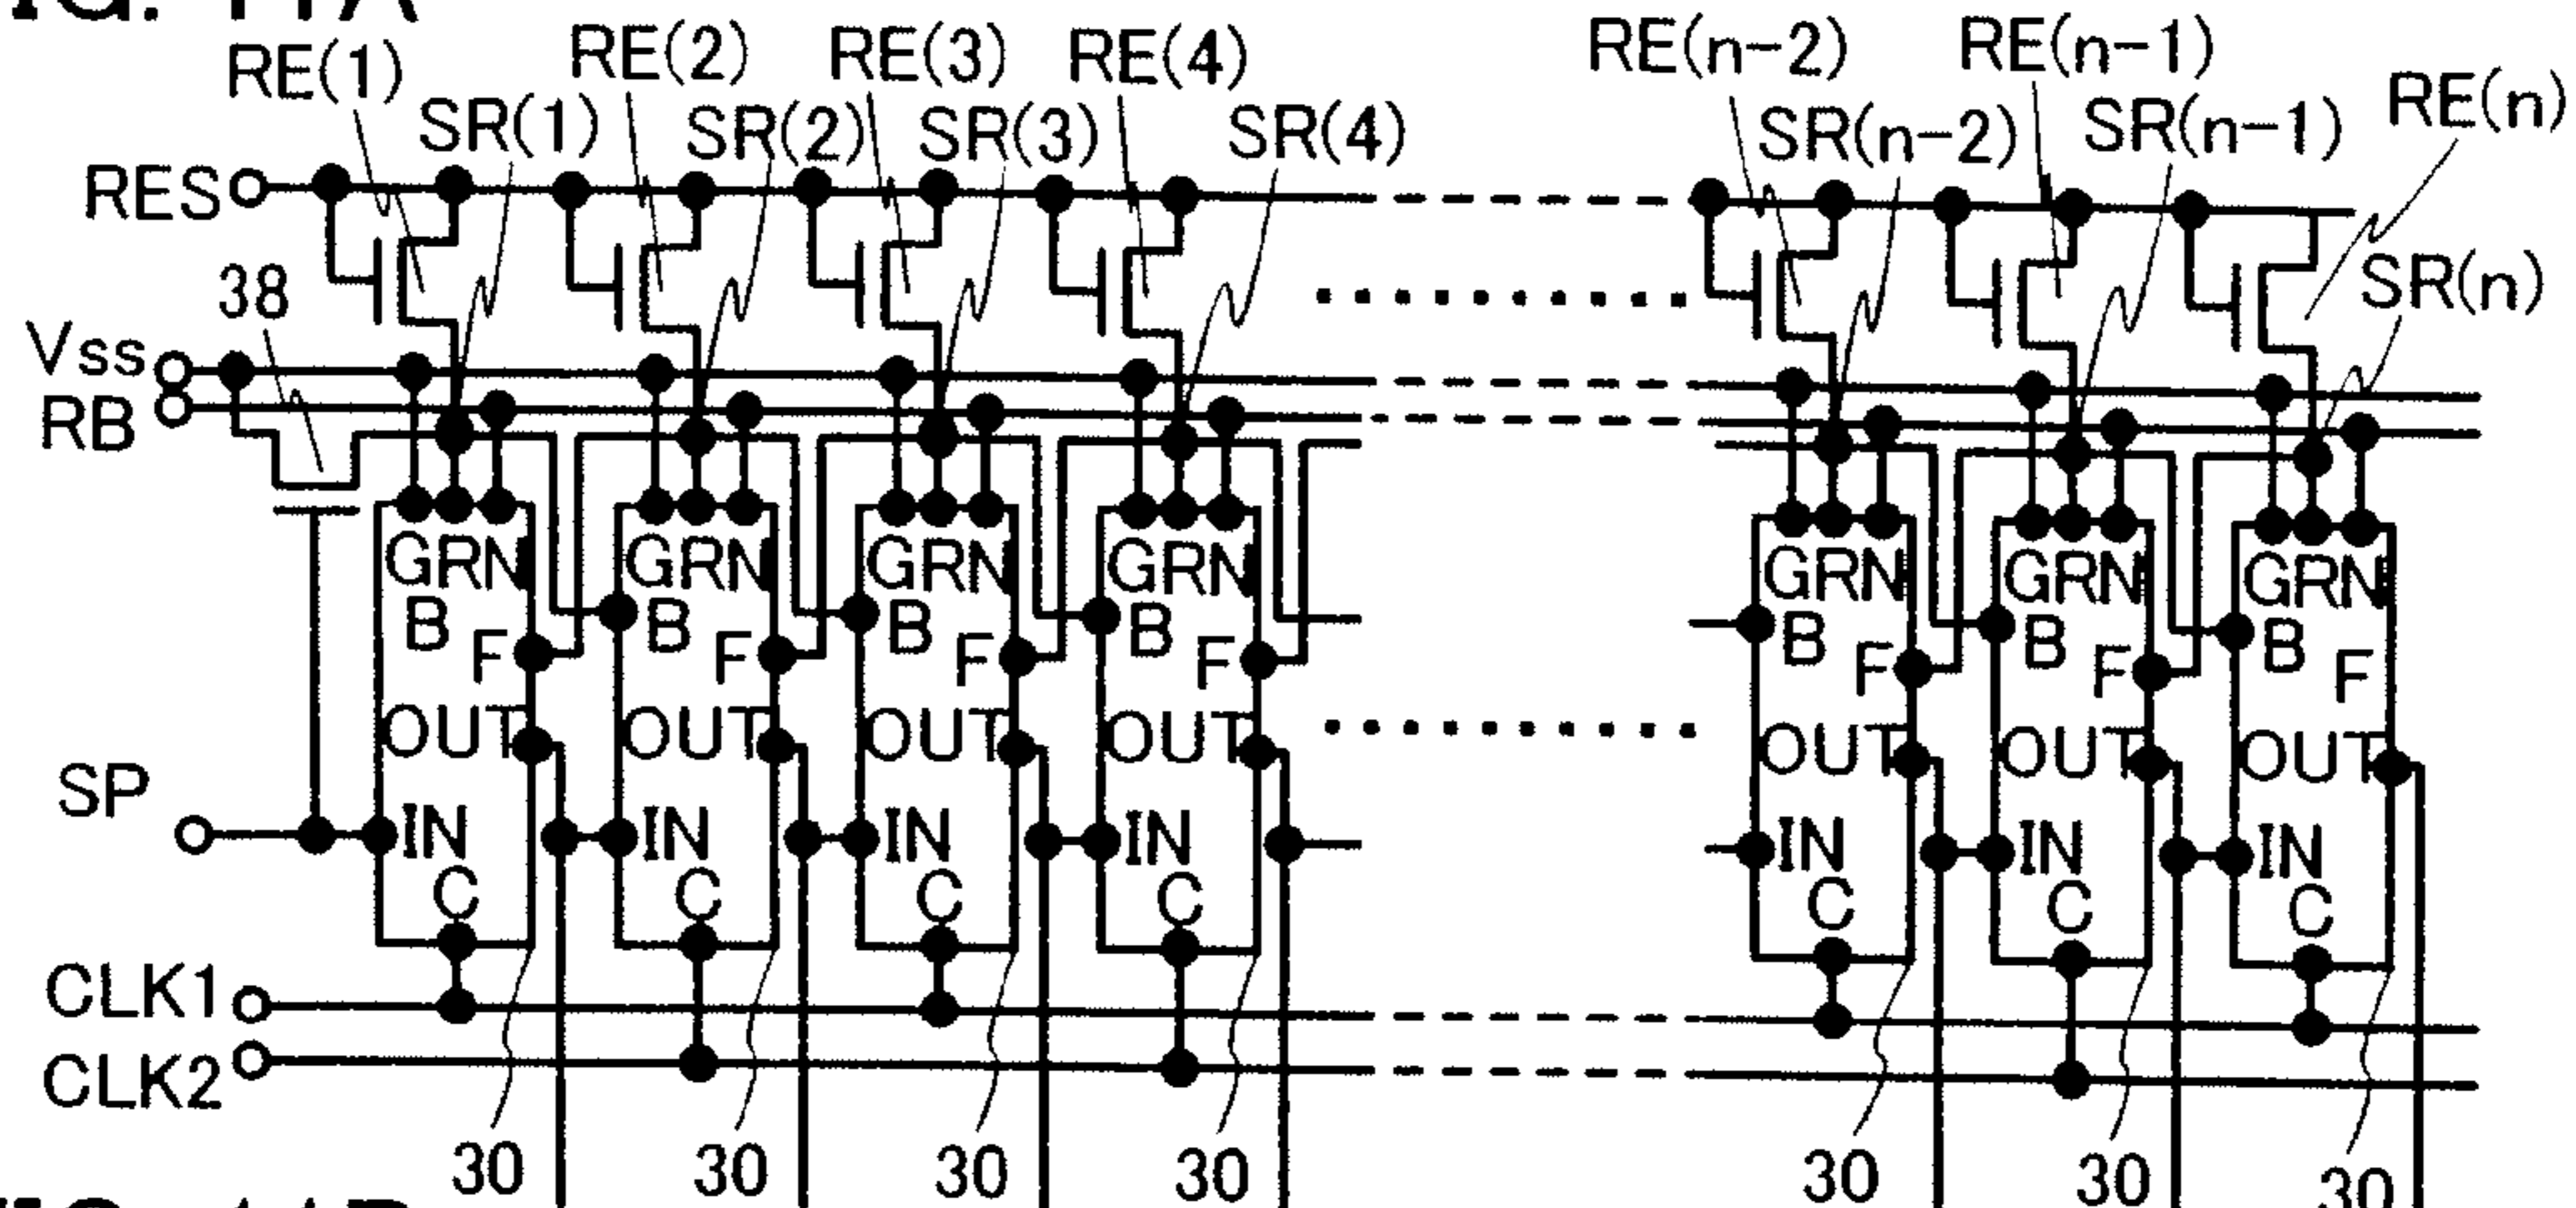 FIG. 11A
RE(1) RE(2) RE(3) RE(4) RE(n-2) RE(n-1) RE(n)
SR(1) SR(2) SR(3) SR(4) SR(n-2) SR(n-1) SR(n)
RES
38
Vss
RB
GRN GRN GRN GRN GRN GRN GRN
B B B B B B B
F F F F F F F
OUT OUT OUT OUT OUT OUT OUT
SP
IN IN IN IN IN IN IN
C C C C C C C
CLK1
CLK2
30 30 30 30 30 30 30